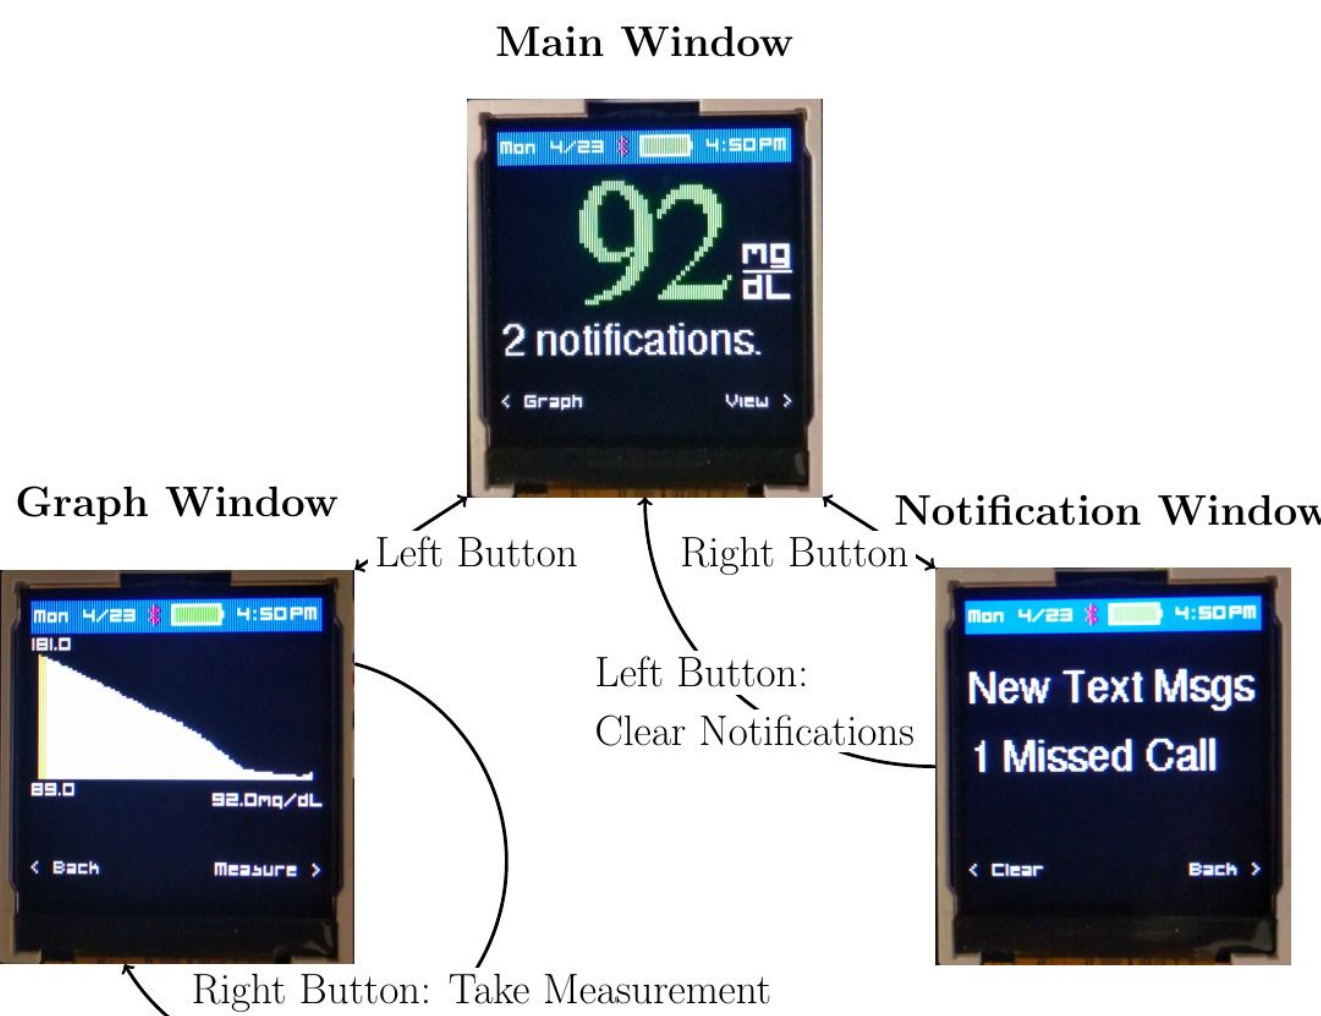 Main Window
Mon 4/23 4:50PM
92 mg/dL
2 notifications.
< Graph View >
Graph Window
Notification Window
Left Button
Right Button
Mon 4/23 4:50PM
181.0
89.0
92.0mg/dL
< Back Measure >
Left Button:
Clear Notifications
Mon 4/23 4:50PM
New Text Msgs
1 Missed Call
< Clear Back >
Right Button: Take Measurement